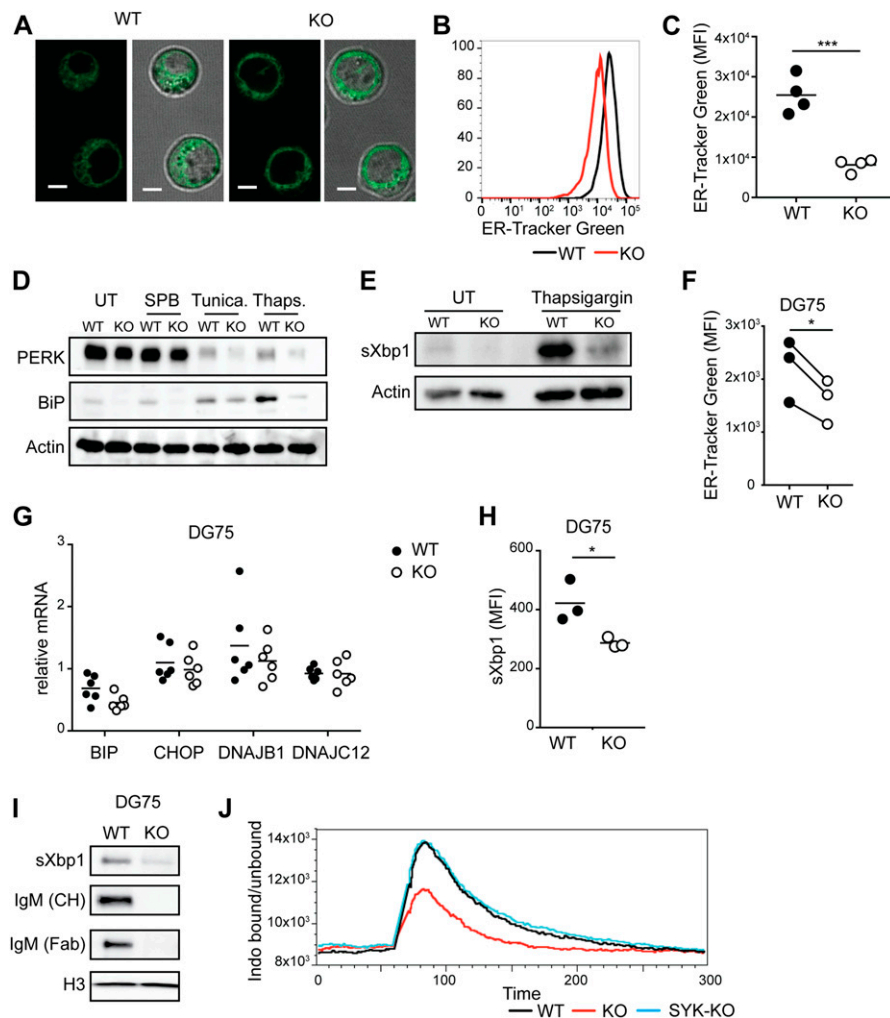 A
WT
KO
B
100
80
60
40
20
0
0 10¹ 10² 10³ 10⁴ 10⁵
ER-Tracker Green
WT KO
C
ER-Tracker Green (MFI)
4x10⁴
3x10⁴
2x10⁴
1x10⁴
0
***
WT KO
D
UT SPB Tunica. Thaps.
WT KO WT KO WT KO WT KO
PERK
BiP
Actin
E
UT Thapsigargin
WT KO WT KO
sXbp1
Actin
F
DG75
ER-Tracker Green (MFI)
3x10³
2x10³
1x10³
0
*
WT KO
G
DG75
relative mRNA
3
2
1
0
BIP CHOP DNAJB1 DNAJC12
WT
KO
H
DG75
sXbp1 (MFI)
600
400
200
0
*
WT KO
I
DG75
WT KO
sXbp1
IgM (CH)
IgM (Fab)
H3
J
Indo bound/unbound
14x10³
12x10³
10x10³
8x10³
0 100 200 300
Time
WT KO SYK-KO